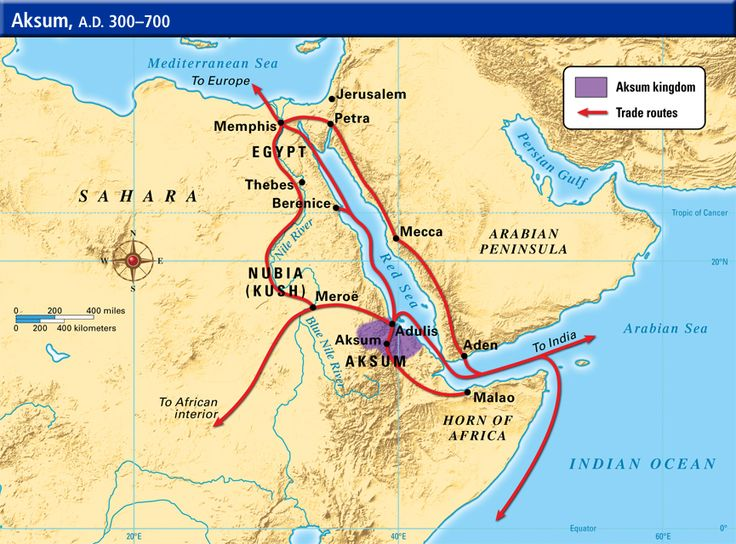 Aksum, A.D. 300–700
Mediterranean Sea
To Europe
Jerusalem
Aksum kingdom
Trade routes
Memphis
Petra
EGYPT
Persian Gulf
SAHARA
Thebes
Berenice
Tropic of Cancer
Nile River
Mecca
ARABIAN
PENINSULA
N
W
E
S
Red Sea
20°N
NUBIA
(KUSH)
Meroë
0 200 400 miles
0 200 400 kilometers
Adulis
Arabian Sea
Aksum
AKSUM
Blue Nile River
Aden
To India
To African
interior
Malao
HORN OF
AFRICA
INDIAN OCEAN
20°E
40°E
Equator
60°E
0°